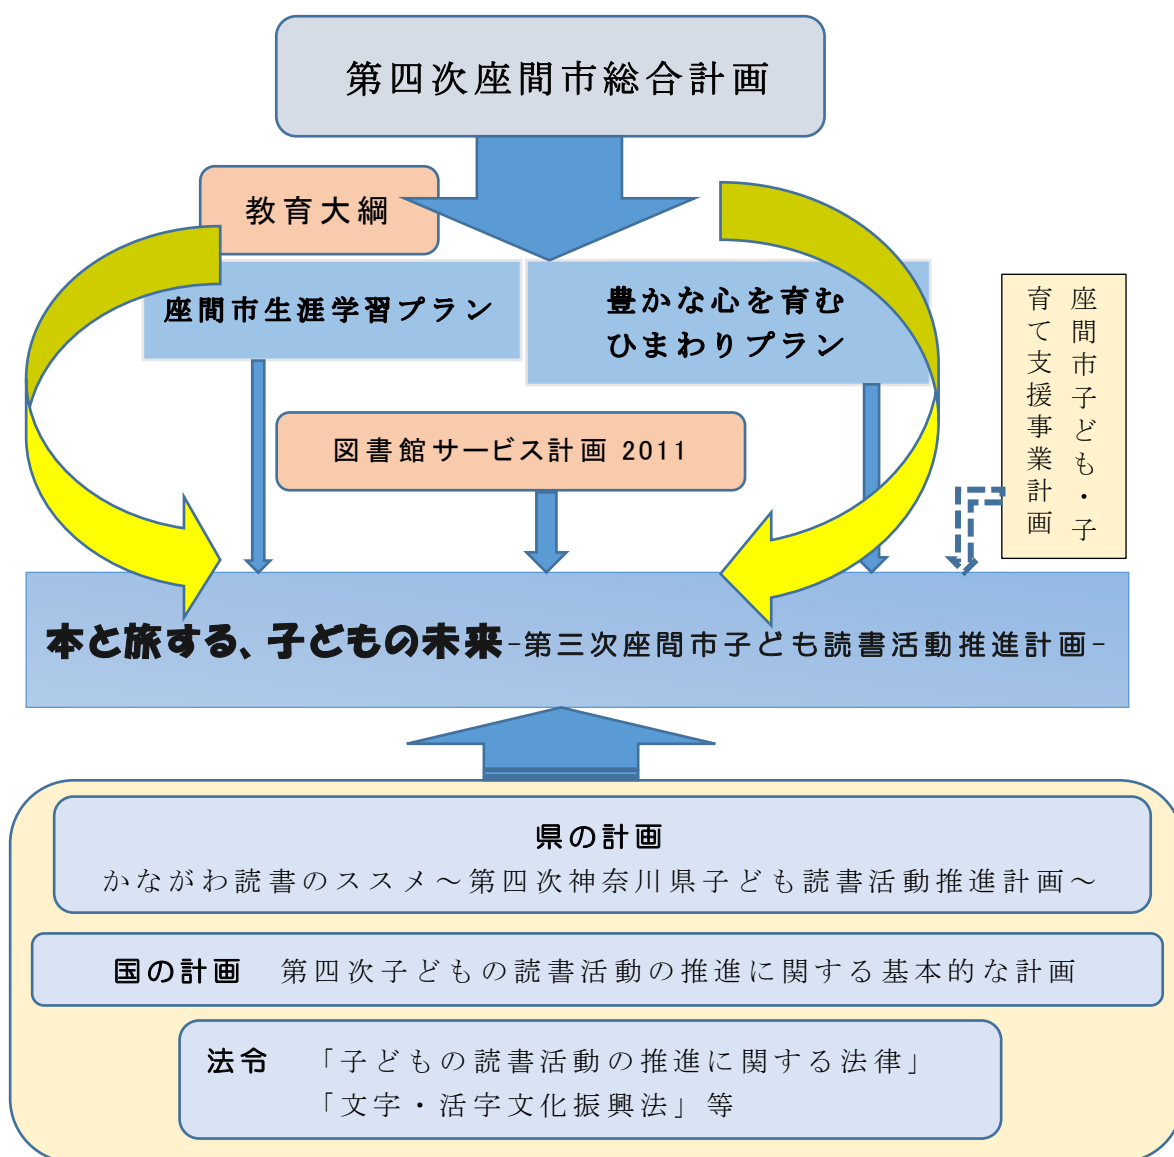 第四次座間市総合計画
教育大綱
座間市生涯学習プラン
豊かな心を育む
ひまわりプラン
座間市子ども・子
育て支援事業計画
図書館サービス計画 2011
本と旅する、子どもの未来-第三次座間市子ども読書活動推進計画-
県の計画
かながわ読書のススメ～第四次神奈川県子ども読書活動推進計画～
国の計画　第四次子どもの読書活動の推進に関する基本的な計画
法令　「子どもの読書活動の推進に関する法律」
「文字・活字文化振興法」等